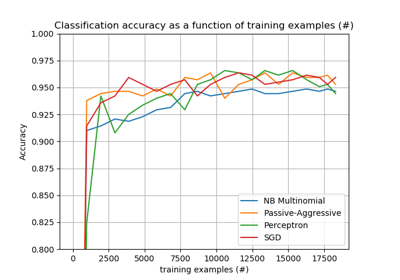 Classification accuracy as a function of training examples (#)
1.000
0.975
0.950
0.925
0.900
0.875
0.850
0.825
0.800
Accuracy
NB Multinomial
Passive-Aggressive
Perceptron
SGD
0 2500 5000 7500 10000 12500 15000 17500
training examples (#)